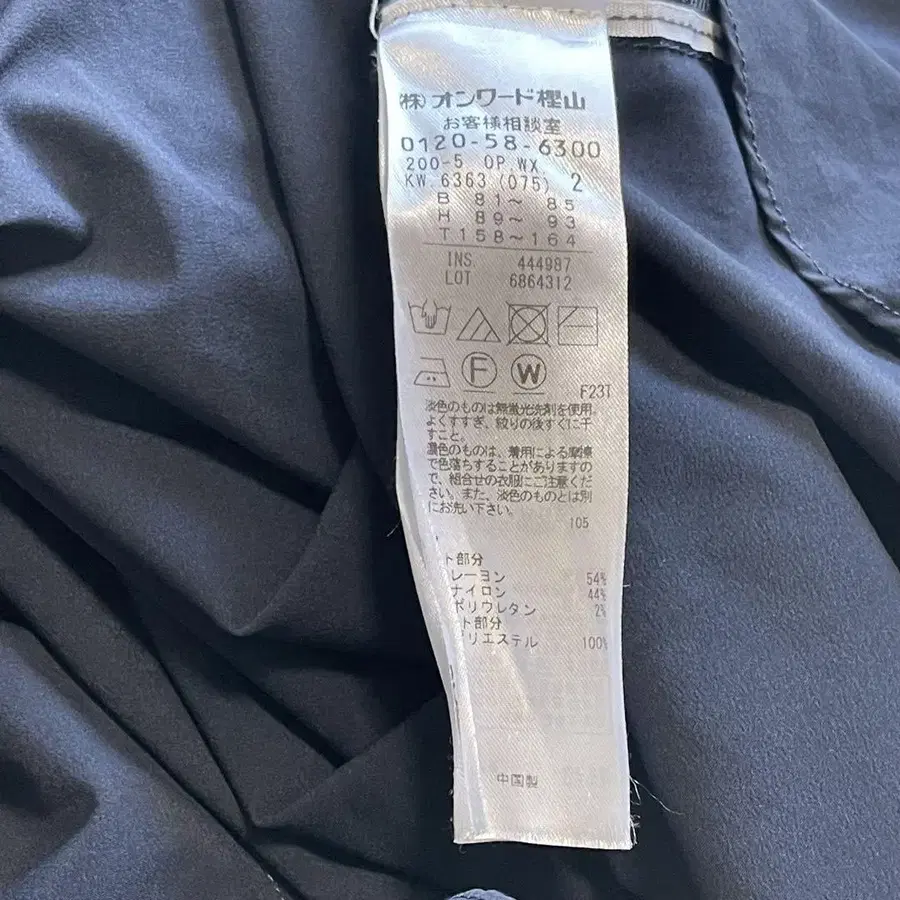 (株)オンワード樫山
お客様相談室
0120-58-6300
200-5 OP WX
KW 6363 (075) 2
B 81〜 85
H 89〜 93
T158〜164
INS 444987
LOT 6864312
F W
F23T
淡色のものは無蛍光洗剤を使用。
よくすすぎ、絞りの後すぐに干
すこと。
濃色のものは、着用による摩擦
で色落ちすることがありますの
で、組合せの衣服にご注意くだ
さい。また、淡色のものとは別
にお洗い下さい。
105
ト部分
レーヨン 54%
ナイロン 44%
ポリウレタン 2%
ト部分
リエステル 100%
中国製